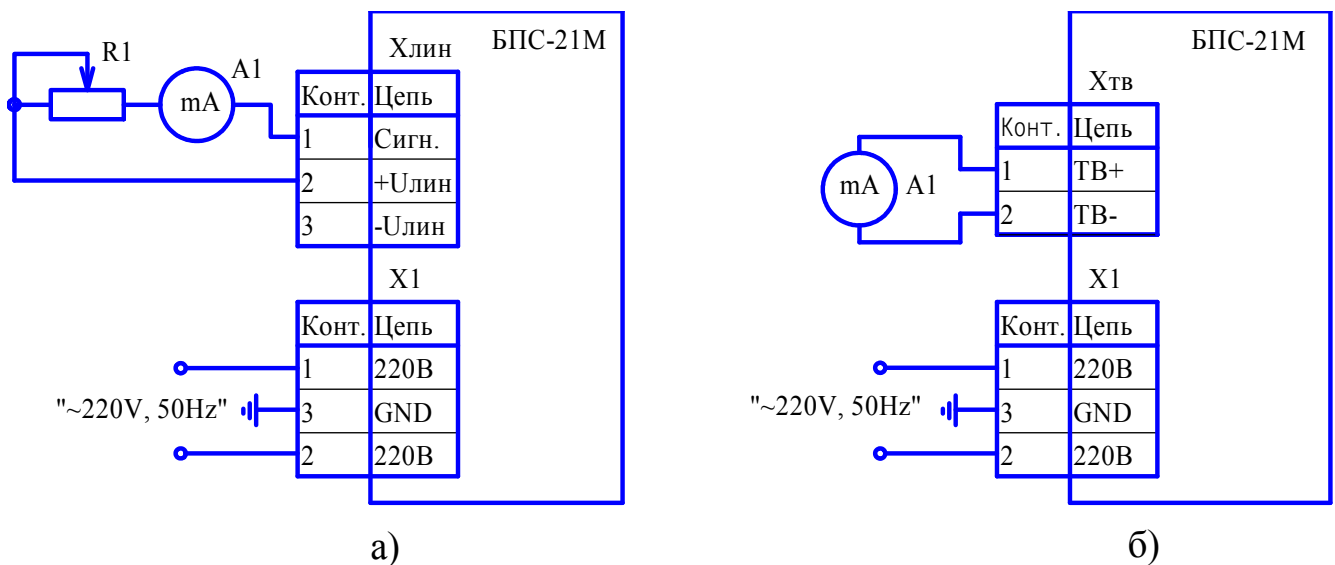 БПС-21М
R1
A1
mA
Xлин
Конт. Цепь
1 Сигн.
2 +Uлин
3 -Uлин
X1
Конт. Цепь
1 220В
3 GND
2 220В
"~220V, 50Hz"
а)
БПС-21М
Xтв
Конт. Цепь
1 ТВ+
2 ТВ-
mA A1
X1
Конт. Цепь
1 220В
3 GND
2 220В
"~220V, 50Hz"
б)